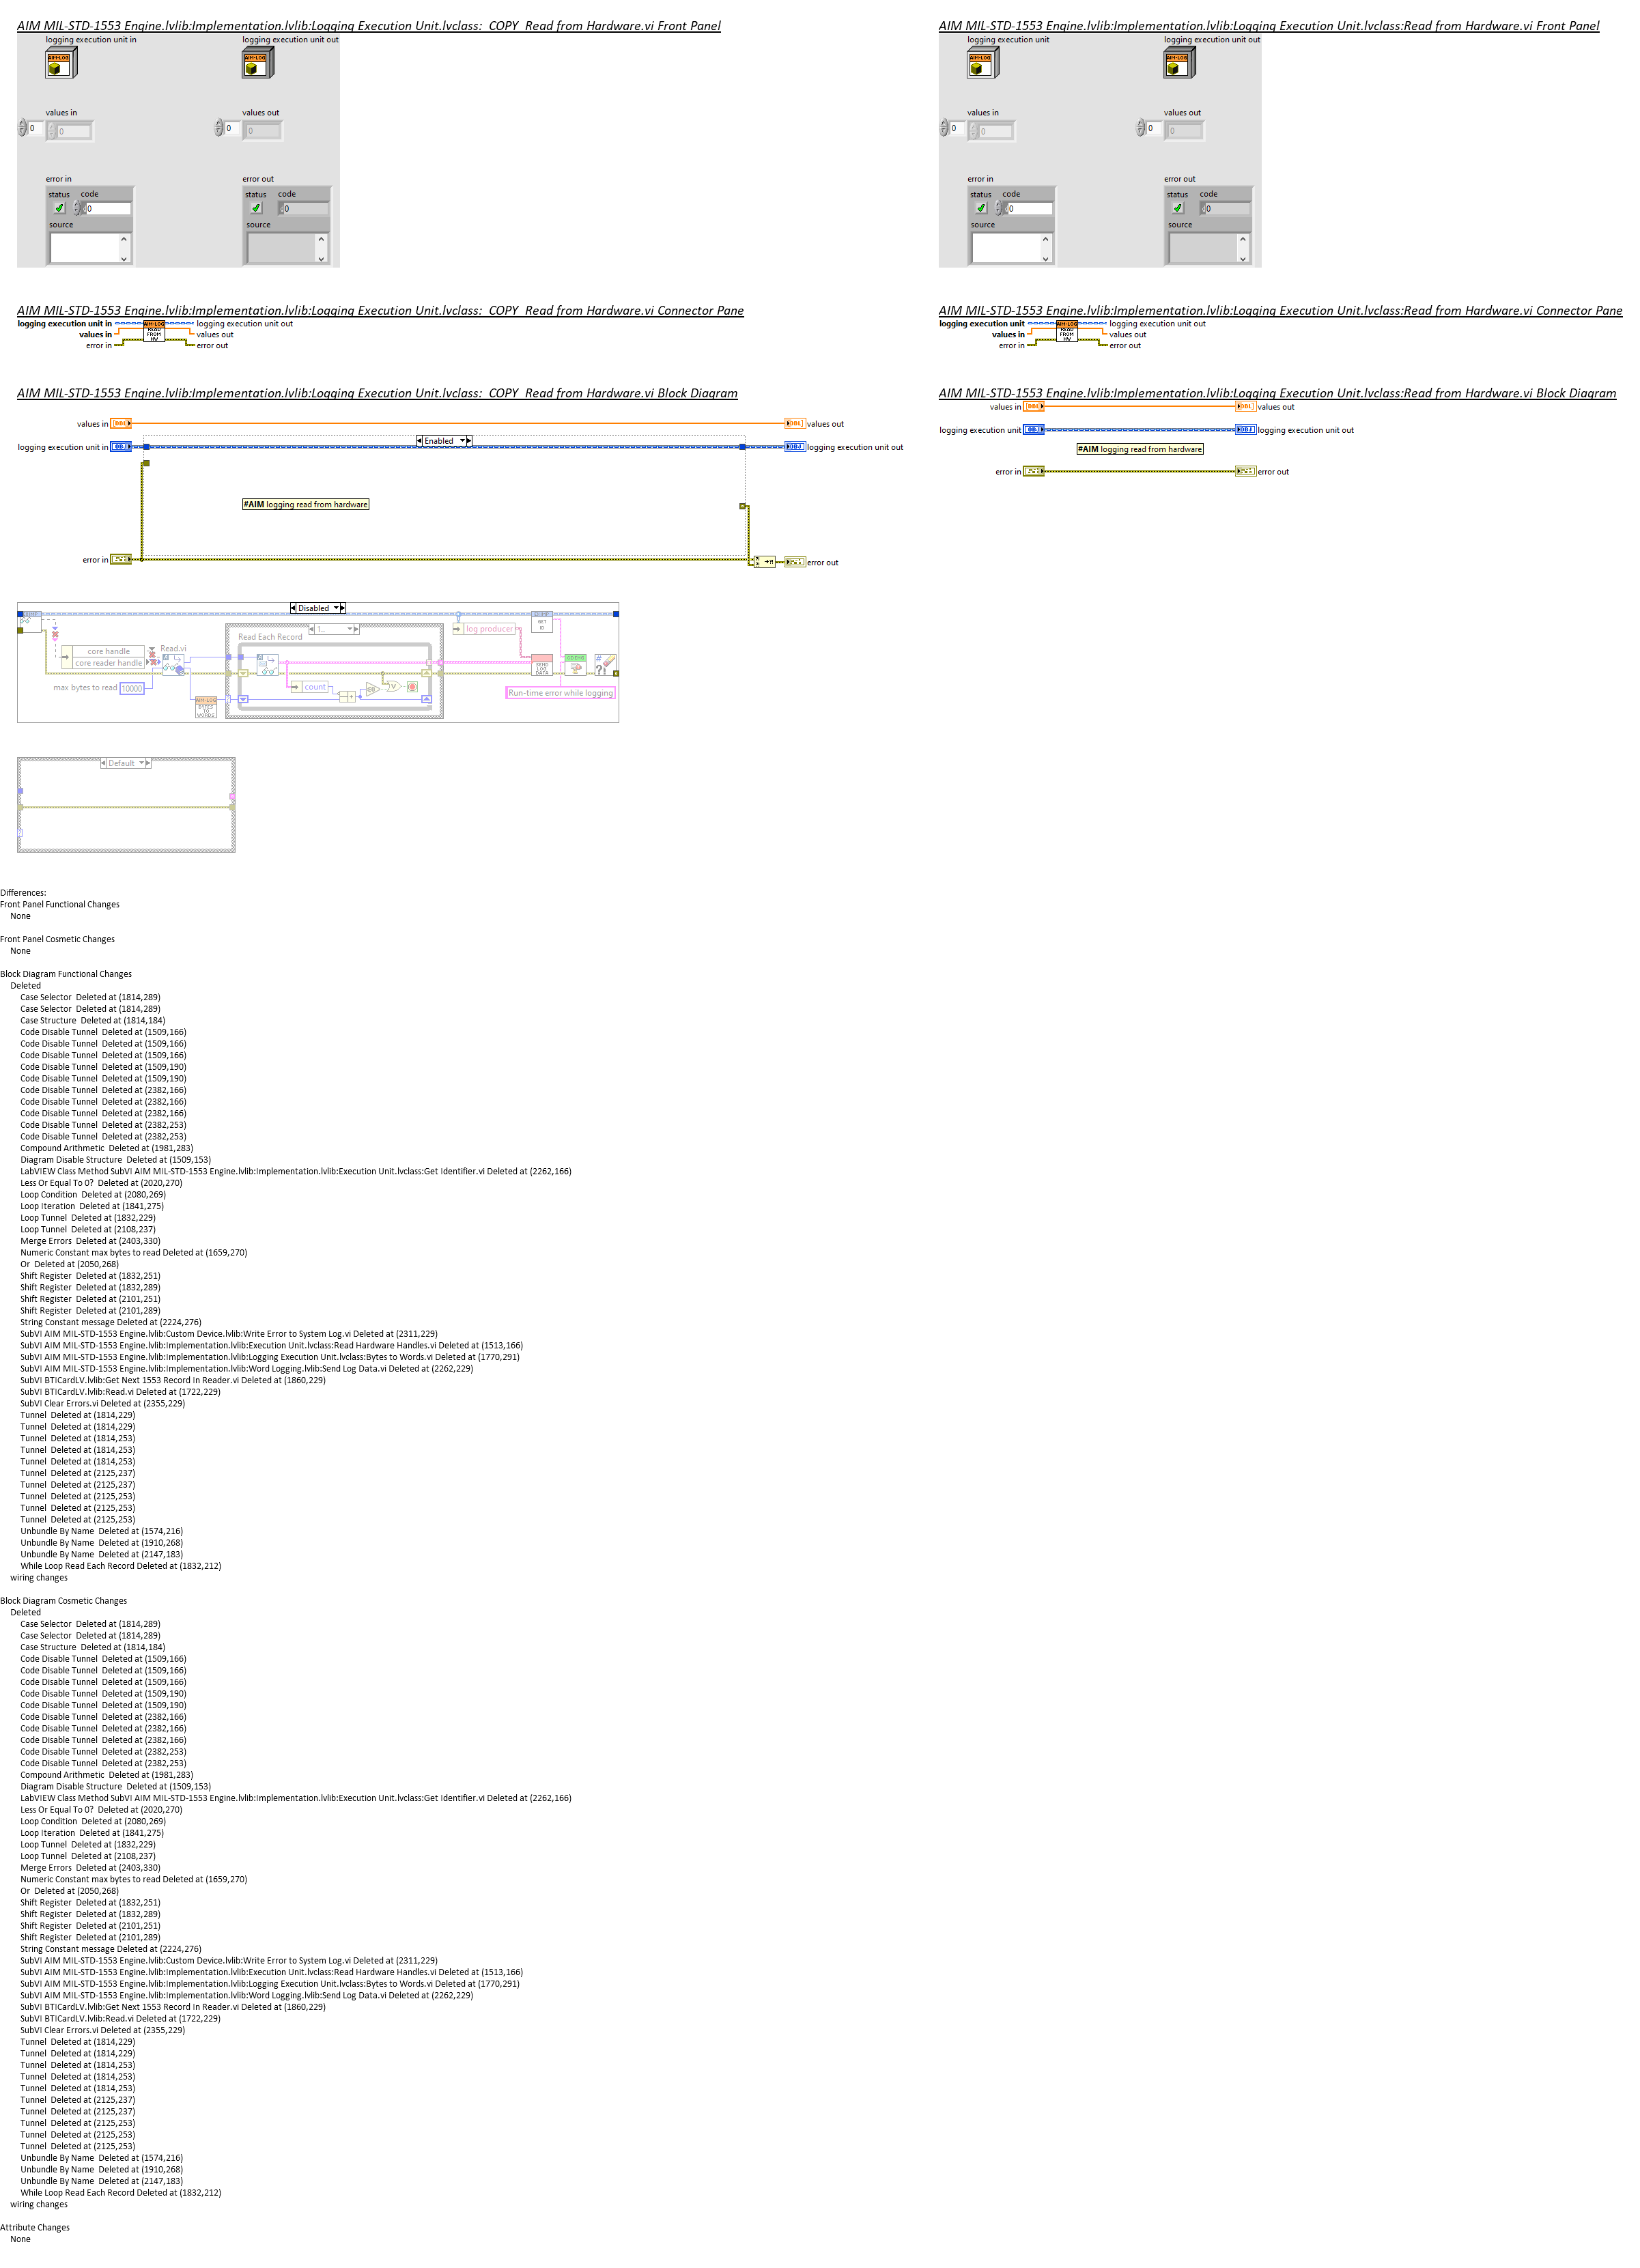 AIM MIL-STD-1553 Engine.lvlib:Implementation.lvlib:Logging Execution Unit.lvclass:  COPY  Read from Hardware.vi Front Panel
logging execution unit in
logging execution unit out
AIM-LOG
AIM-LOG
values in
values out
0
0
0
0
error in
error out
status
code
status
code
0
0
source
source
AIM MIL-STD-1553 Engine.lvlib:Implementation.lvlib:Logging Execution Unit.lvclass:Read from Hardware.vi Front Panel
logging execution unit
logging execution unit out
AIM-LOG
AIM-LOG
values in
values out
0
0
0
0
error in
error out
status
code
status
code
0
0
source
source
AIM MIL-STD-1553 Engine.lvlib:Implementation.lvlib:Logging Execution Unit.lvclass:  COPY  Read from Hardware.vi Connector Pane
logging execution unit in
AIM-LOG
logging execution unit out
values in
READ
FROM
HW
values out
error in
error out
AIM MIL-STD-1553 Engine.lvlib:Implementation.lvlib:Logging Execution Unit.lvclass:Read from Hardware.vi Connector Pane
logging execution unit
AIM-LOG
logging execution unit out
values in
READ
FROM
HW
values out
error in
error out
AIM MIL-STD-1553 Engine.lvlib:Implementation.lvlib:Logging Execution Unit.lvclass:  COPY  Read from Hardware.vi Block Diagram
values in
[DBL]
[DBL]
values out
Enabled
logging execution unit in
OBJ
OBJ
logging execution unit out
#AIM logging read from hardware
error in
error out
AIM MIL-STD-1553 Engine.lvlib:Implementation.lvlib:Logging Execution Unit.lvclass:Read from Hardware.vi Block Diagram
values in
[DBL]
[DBL]
values out
logging execution unit
OBJ
OBJ
logging execution unit out
#AIM logging read from hardware
error in
error out
Disabled
1..
log producer
GET
ID
Read Each Record
core handle
Read.vi
core reader handle
SEND
LOG
DATA
max bytes to read
10000
count
Run-time error while logging
AIM-LOG
BYTES
TO
WORDS
Default
Differences:
Front Panel Functional Changes
None
Front Panel Cosmetic Changes
None
Block Diagram Functional Changes
Deleted
Case Selector  Deleted at (1814,289)
Case Selector  Deleted at (1814,289)
Case Structure  Deleted at (1814,184)
Code Disable Tunnel  Deleted at (1509,166)
Code Disable Tunnel  Deleted at (1509,166)
Code Disable Tunnel  Deleted at (1509,166)
Code Disable Tunnel  Deleted at (1509,190)
Code Disable Tunnel  Deleted at (1509,190)
Code Disable Tunnel  Deleted at (2382,166)
Code Disable Tunnel  Deleted at (2382,166)
Code Disable Tunnel  Deleted at (2382,166)
Code Disable Tunnel  Deleted at (2382,253)
Code Disable Tunnel  Deleted at (2382,253)
Compound Arithmetic  Deleted at (1981,283)
Diagram Disable Structure  Deleted at (1509,153)
LabVIEW Class Method SubVI AIM MIL-STD-1553 Engine.lvlib:Implementation.lvlib:Execution Unit.lvclass:Get Identifier.vi Deleted at (2262,166)
Less Or Equal To 0?  Deleted at (2020,270)
Loop Condition  Deleted at (2080,269)
Loop Iteration  Deleted at (1841,275)
Loop Tunnel  Deleted at (1832,229)
Loop Tunnel  Deleted at (2108,237)
Merge Errors  Deleted at (2403,330)
Numeric Constant max bytes to read Deleted at (1659,270)
Or  Deleted at (2050,268)
Shift Register  Deleted at (1832,251)
Shift Register  Deleted at (1832,289)
Shift Register  Deleted at (2101,251)
Shift Register  Deleted at (2101,289)
String Constant message Deleted at (2224,276)
SubVI AIM MIL-STD-1553 Engine.lvlib:Custom Device.lvlib:Write Error to System Log.vi Deleted at (2311,229)
SubVI AIM MIL-STD-1553 Engine.lvlib:Implementation.lvlib:Execution Unit.lvclass:Read Hardware Handles.vi Deleted at (1513,166)
SubVI AIM MIL-STD-1553 Engine.lvlib:Implementation.lvlib:Logging Execution Unit.lvclass:Bytes to Words.vi Deleted at (1770,291)
SubVI AIM MIL-STD-1553 Engine.lvlib:Implementation.lvlib:Word Logging.lvlib:Send Log Data.vi Deleted at (2262,229)
SubVI BTICardLV.lvlib:Get Next 1553 Record In Reader.vi Deleted at (1860,229)
SubVI BTICardLV.lvlib:Read.vi Deleted at (1722,229)
SubVI Clear Errors.vi Deleted at (2355,229)
Tunnel  Deleted at (1814,229)
Tunnel  Deleted at (1814,229)
Tunnel  Deleted at (1814,253)
Tunnel  Deleted at (1814,253)
Tunnel  Deleted at (1814,253)
Tunnel  Deleted at (2125,237)
Tunnel  Deleted at (2125,237)
Tunnel  Deleted at (2125,253)
Tunnel  Deleted at (2125,253)
Tunnel  Deleted at (2125,253)
Unbundle By Name  Deleted at (1574,216)
Unbundle By Name  Deleted at (1910,268)
Unbundle By Name  Deleted at (2147,183)
While Loop Read Each Record Deleted at (1832,212)
wiring changes
Block Diagram Cosmetic Changes
Deleted
Case Selector  Deleted at (1814,289)
Case Selector  Deleted at (1814,289)
Case Structure  Deleted at (1814,184)
Code Disable Tunnel  Deleted at (1509,166)
Code Disable Tunnel  Deleted at (1509,166)
Code Disable Tunnel  Deleted at (1509,166)
Code Disable Tunnel  Deleted at (1509,190)
Code Disable Tunnel  Deleted at (1509,190)
Code Disable Tunnel  Deleted at (2382,166)
Code Disable Tunnel  Deleted at (2382,166)
Code Disable Tunnel  Deleted at (2382,166)
Code Disable Tunnel  Deleted at (2382,253)
Code Disable Tunnel  Deleted at (2382,253)
Compound Arithmetic  Deleted at (1981,283)
Diagram Disable Structure  Deleted at (1509,153)
LabVIEW Class Method SubVI AIM MIL-STD-1553 Engine.lvlib:Implementation.lvlib:Execution Unit.lvclass:Get Identifier.vi Deleted at (2262,166)
Less Or Equal To 0?  Deleted at (2020,270)
Loop Condition  Deleted at (2080,269)
Loop Iteration  Deleted at (1841,275)
Loop Tunnel  Deleted at (1832,229)
Loop Tunnel  Deleted at (2108,237)
Merge Errors  Deleted at (2403,330)
Numeric Constant max bytes to read Deleted at (1659,270)
Or  Deleted at (2050,268)
Shift Register  Deleted at (1832,251)
Shift Register  Deleted at (1832,289)
Shift Register  Deleted at (2101,251)
Shift Register  Deleted at (2101,289)
String Constant message Deleted at (2224,276)
SubVI AIM MIL-STD-1553 Engine.lvlib:Custom Device.lvlib:Write Error to System Log.vi Deleted at (2311,229)
SubVI AIM MIL-STD-1553 Engine.lvlib:Implementation.lvlib:Execution Unit.lvclass:Read Hardware Handles.vi Deleted at (1513,166)
SubVI AIM MIL-STD-1553 Engine.lvlib:Implementation.lvlib:Logging Execution Unit.lvclass:Bytes to Words.vi Deleted at (1770,291)
SubVI AIM MIL-STD-1553 Engine.lvlib:Implementation.lvlib:Word Logging.lvlib:Send Log Data.vi Deleted at (2262,229)
SubVI BTICardLV.lvlib:Get Next 1553 Record In Reader.vi Deleted at (1860,229)
SubVI BTICardLV.lvlib:Read.vi Deleted at (1722,229)
SubVI Clear Errors.vi Deleted at (2355,229)
Tunnel  Deleted at (1814,229)
Tunnel  Deleted at (1814,229)
Tunnel  Deleted at (1814,253)
Tunnel  Deleted at (1814,253)
Tunnel  Deleted at (1814,253)
Tunnel  Deleted at (2125,237)
Tunnel  Deleted at (2125,237)
Tunnel  Deleted at (2125,253)
Tunnel  Deleted at (2125,253)
Tunnel  Deleted at (2125,253)
Unbundle By Name  Deleted at (1574,216)
Unbundle By Name  Deleted at (1910,268)
Unbundle By Name  Deleted at (2147,183)
While Loop Read Each Record Deleted at (1832,212)
wiring changes
Attribute Changes
None